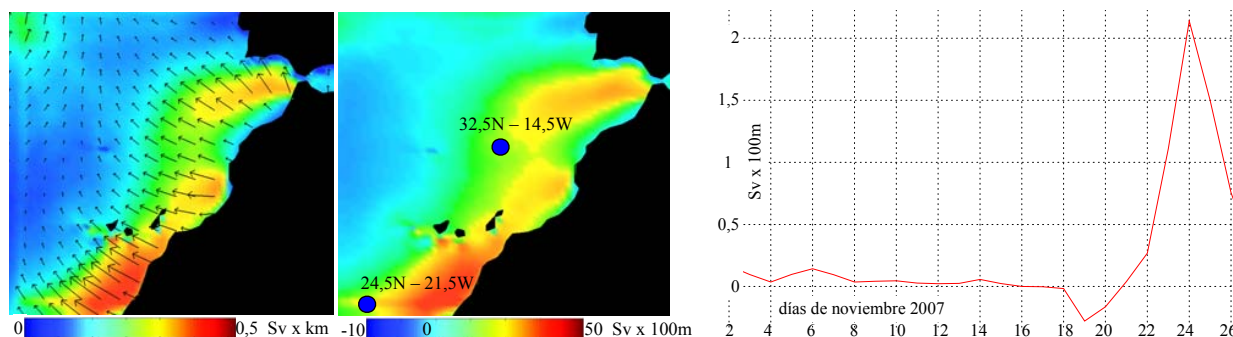 32,5N – 14,5W
24,5N – 21,5W
0
0,5 Sv x km
-10
0
50 Sv x 100m
2
1,5
1
0,5
0
Sv x 100m
días de noviembre 2007
2 4 6 8 10 12 14 16 18 20 22 24 26